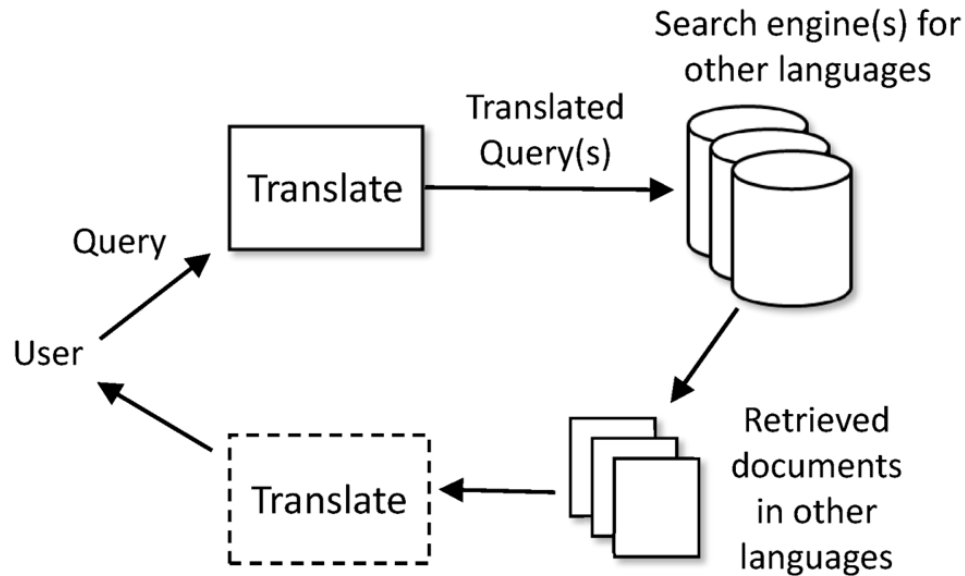 Search engine(s) for
other languages
Translated
Query(s)
Translate
Query
User
Retrieved
documents
in other
languages
Translate